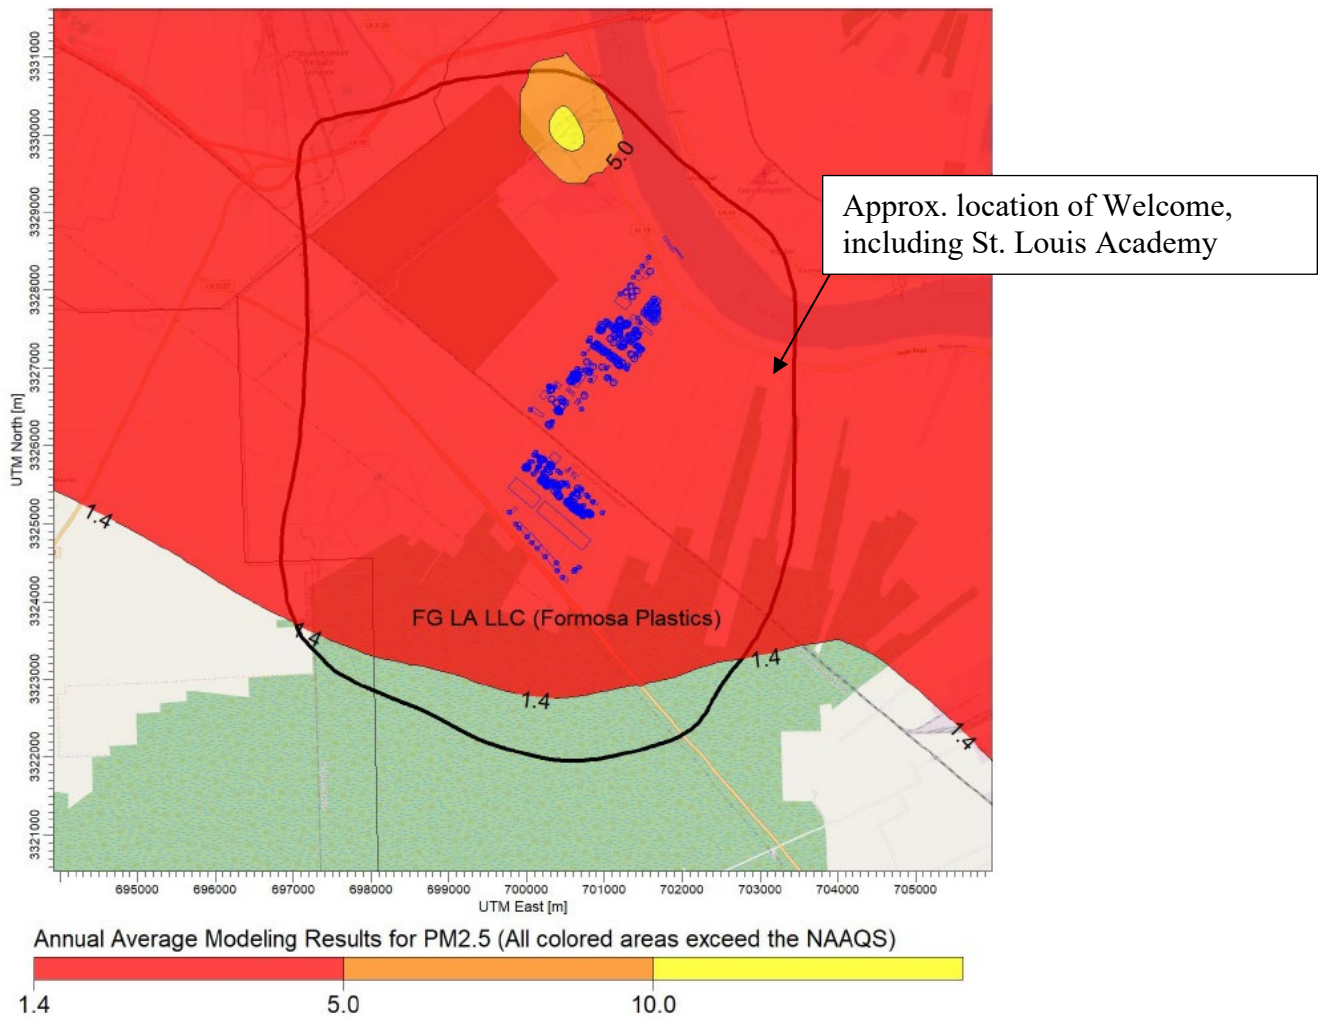 5.0
Approx. location of Welcome,
including St. Louis Academy
1.4
1.4
FG LA LLC (Formosa Plastics)
1.4
1.4
1.4
UTM North [m]
3331000
3330000
3329000
3328000
3327000
3326000
3325000
3324000
3323000
3322000
3321000
695000 696000 697000 698000 699000 700000 701000 702000 703000 704000 705000
UTM East [m]
Annual Average Modeling Results for PM2.5 (All colored areas exceed the NAAQS)
1.4 5.0 10.0